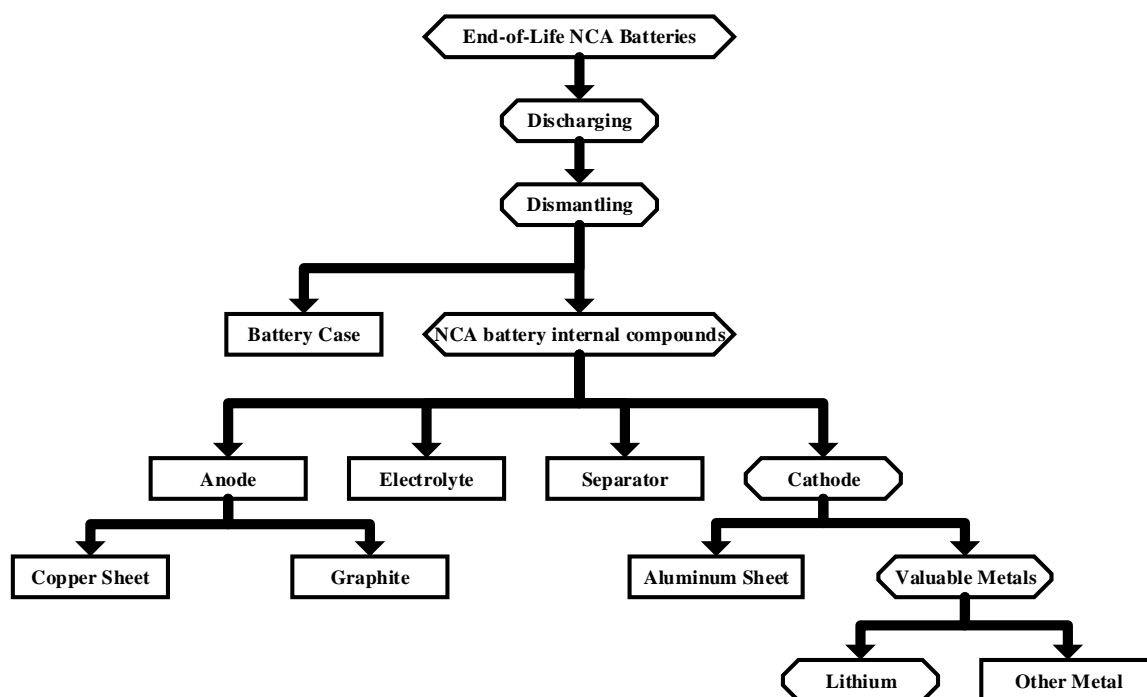 End-of-Life NCA Batteries
Discharging
Dismantling
Battery Case
NCA battery internal compounds
Anode
Electrolyte
Separator
Cathode
Copper Sheet
Graphite
Aluminum Sheet
Valuable Metals
Lithium
Other Metal